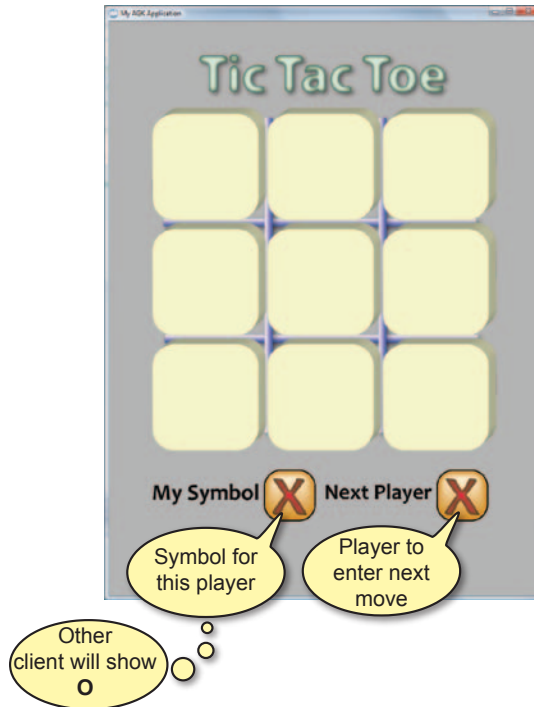 My AGK Application
Tic Tac Toe
My Symbol X Next Player X
Symbol for
this player
Player to
enter next
move
Other
client will show
O